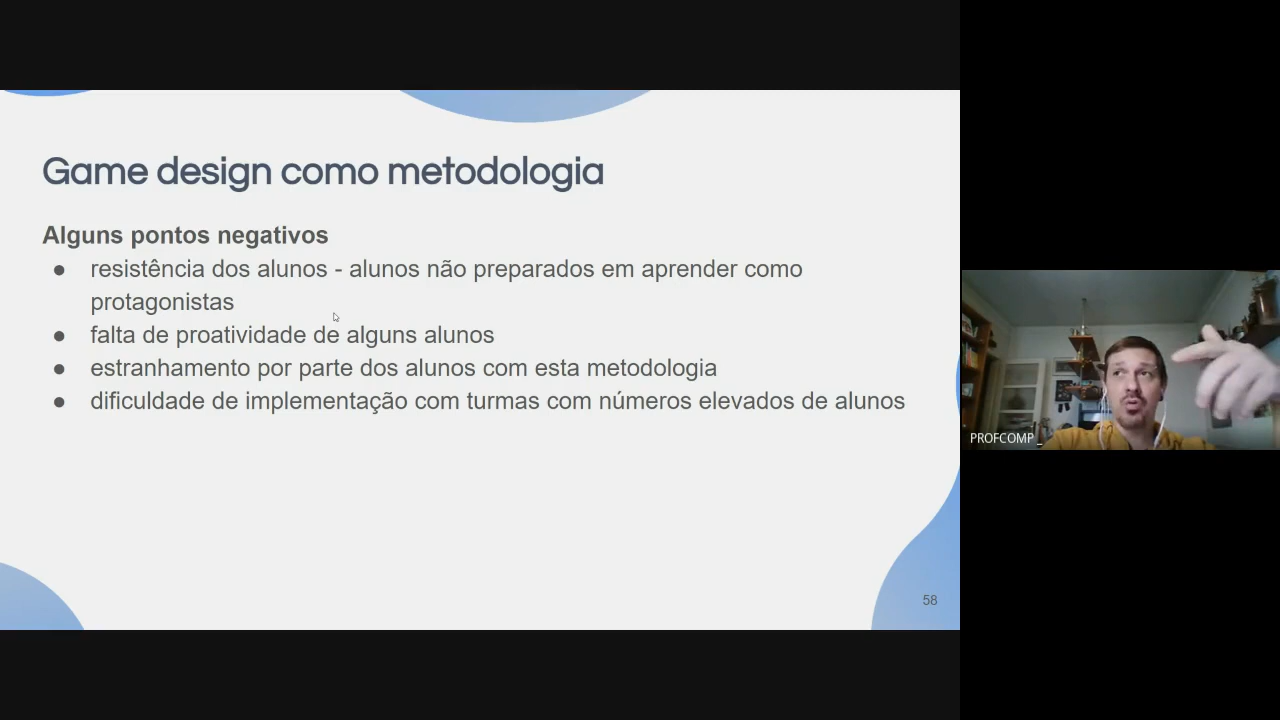 Game design como metodologia
Alguns pontos negativos
● resistência dos alunos - alunos não preparados em aprender como
protagonistas
● falta de proatividade de alguns alunos
● estranhamento por parte dos alunos com esta metodologia
● dificuldade de implementação com turmas com números elevados de alunos
58
PROFCOMP _